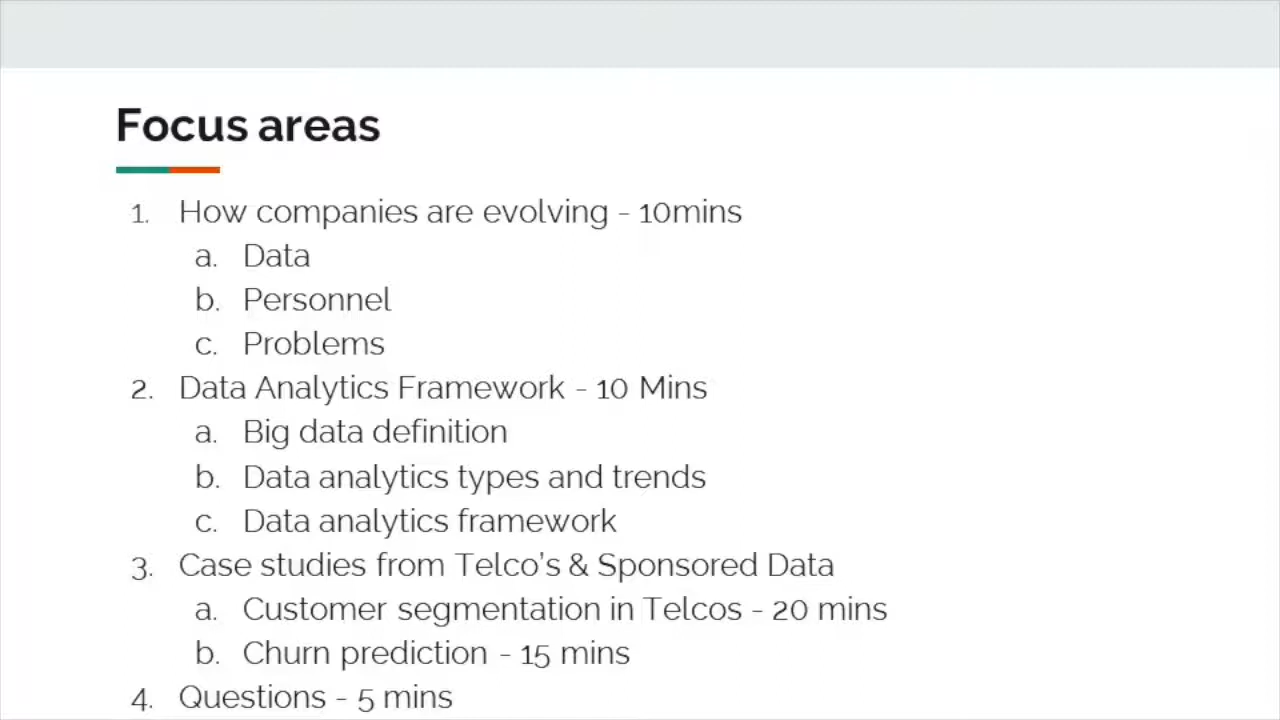 Focus areas
1. How companies are evolving - 10mins
a. Data
b. Personnel
c. Problems
2. Data Analytics Framework - 10 Mins
a. Big data definition
b. Data analytics types and trends
c. Data analytics framework
3. Case studies from Telco's & Sponsored Data
a. Customer segmentation in Telcos - 20 mins
b. Churn prediction - 15 mins
4. Questions - 5 mins